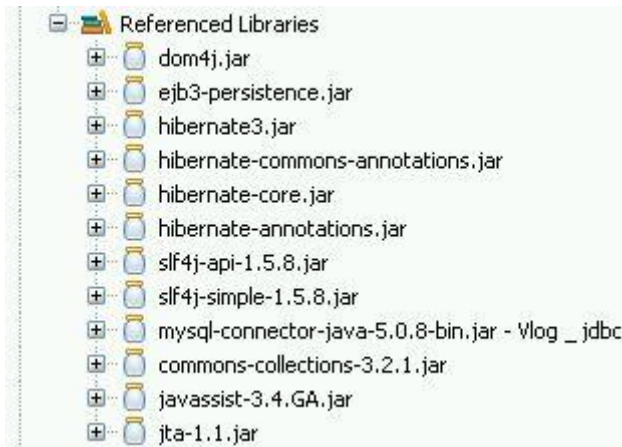 Referenced Libraries
dom4j.jar
ejb3-persistence.jar
hibernate3.jar
hibernate-commons-annotations.jar
hibernate-core.jar
hibernate-annotations.jar
slf4j-api-1.5.8.jar
slf4j-simple-1.5.8.jar
mysql-connector-java-5.0.8-bin.jar - Vlog _ jdbc
commons-collections-3.2.1.jar
javassist-3.4.GA.jar
jta-1.1.jar